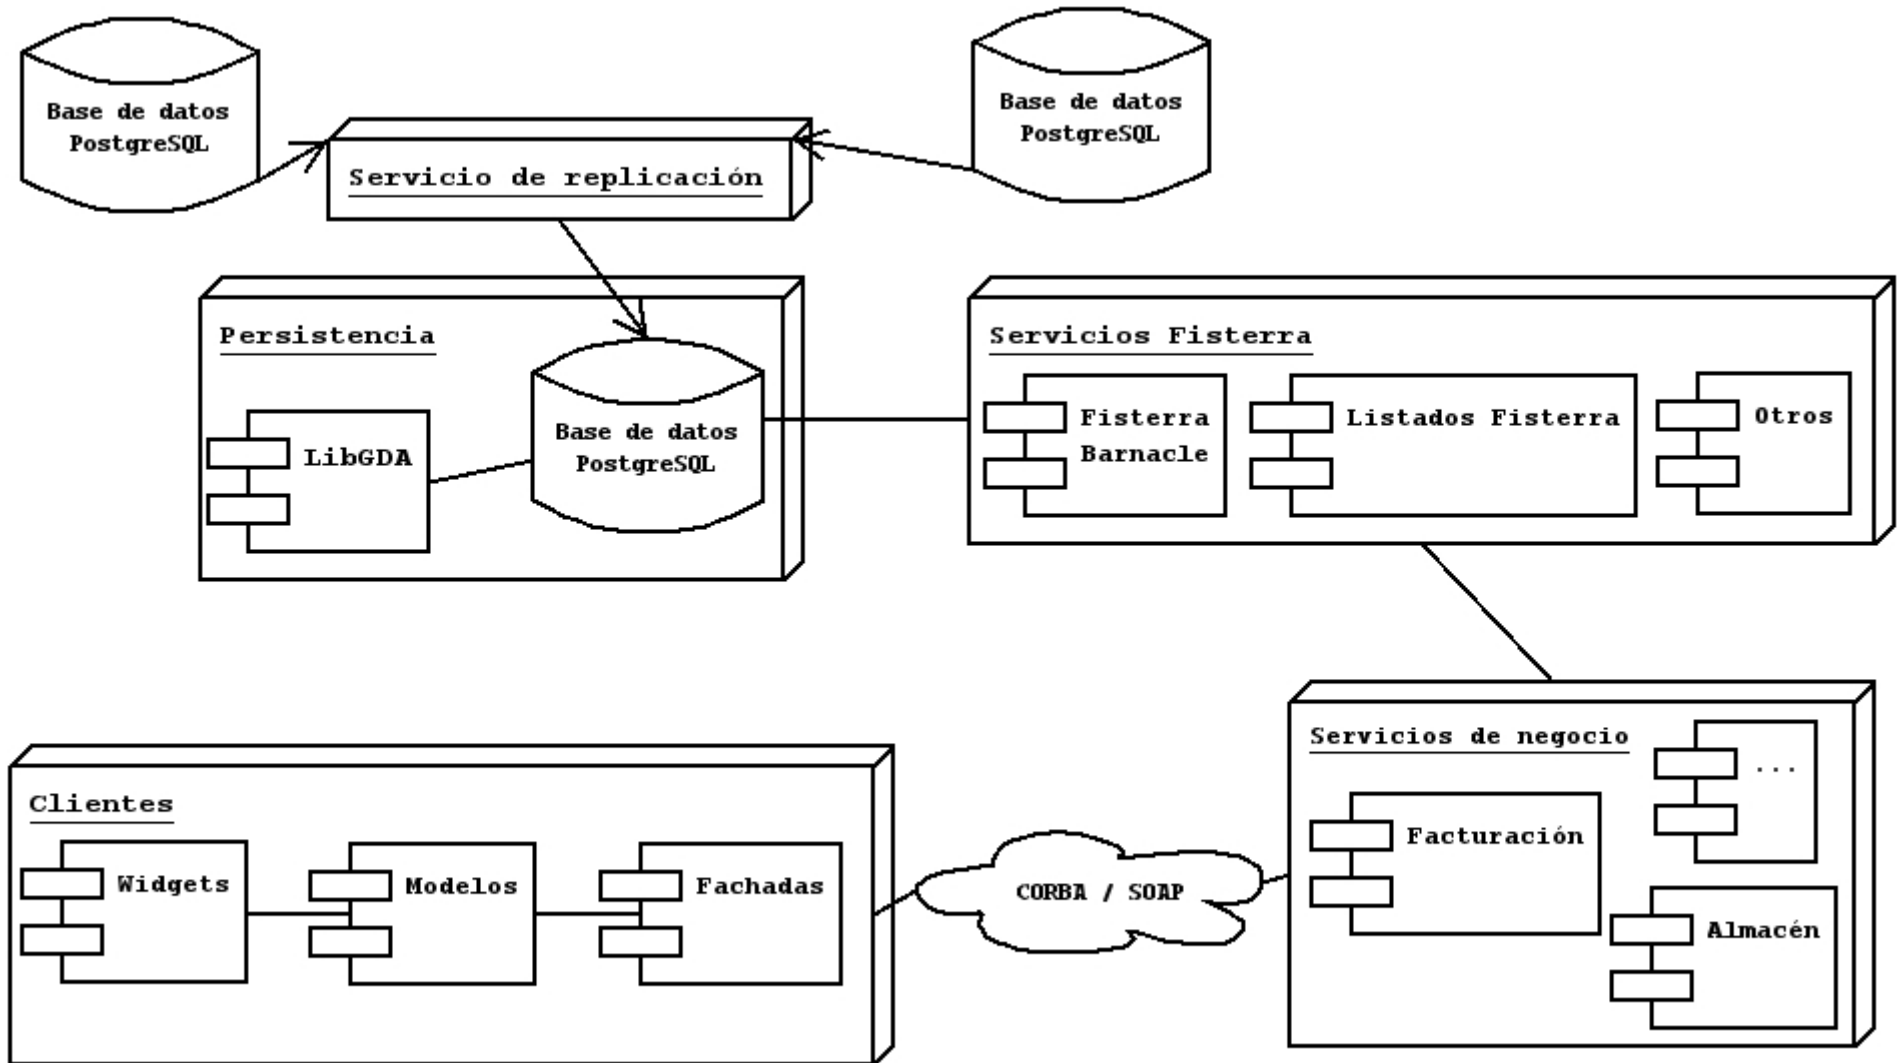 Base de datos
PostgreSQL
Base de datos
PostgreSQL
Servicio de replicación
Persistencia
LibGDA
Base de datos
PostgreSQL
Servicios Fisterra
Fisterra
Barnacle
Listados Fisterra
Otros
Servicios de negocio
...
Facturación
Almacén
Clientes
Widgets
Modelos
Fachadas
CORBA / SOAP